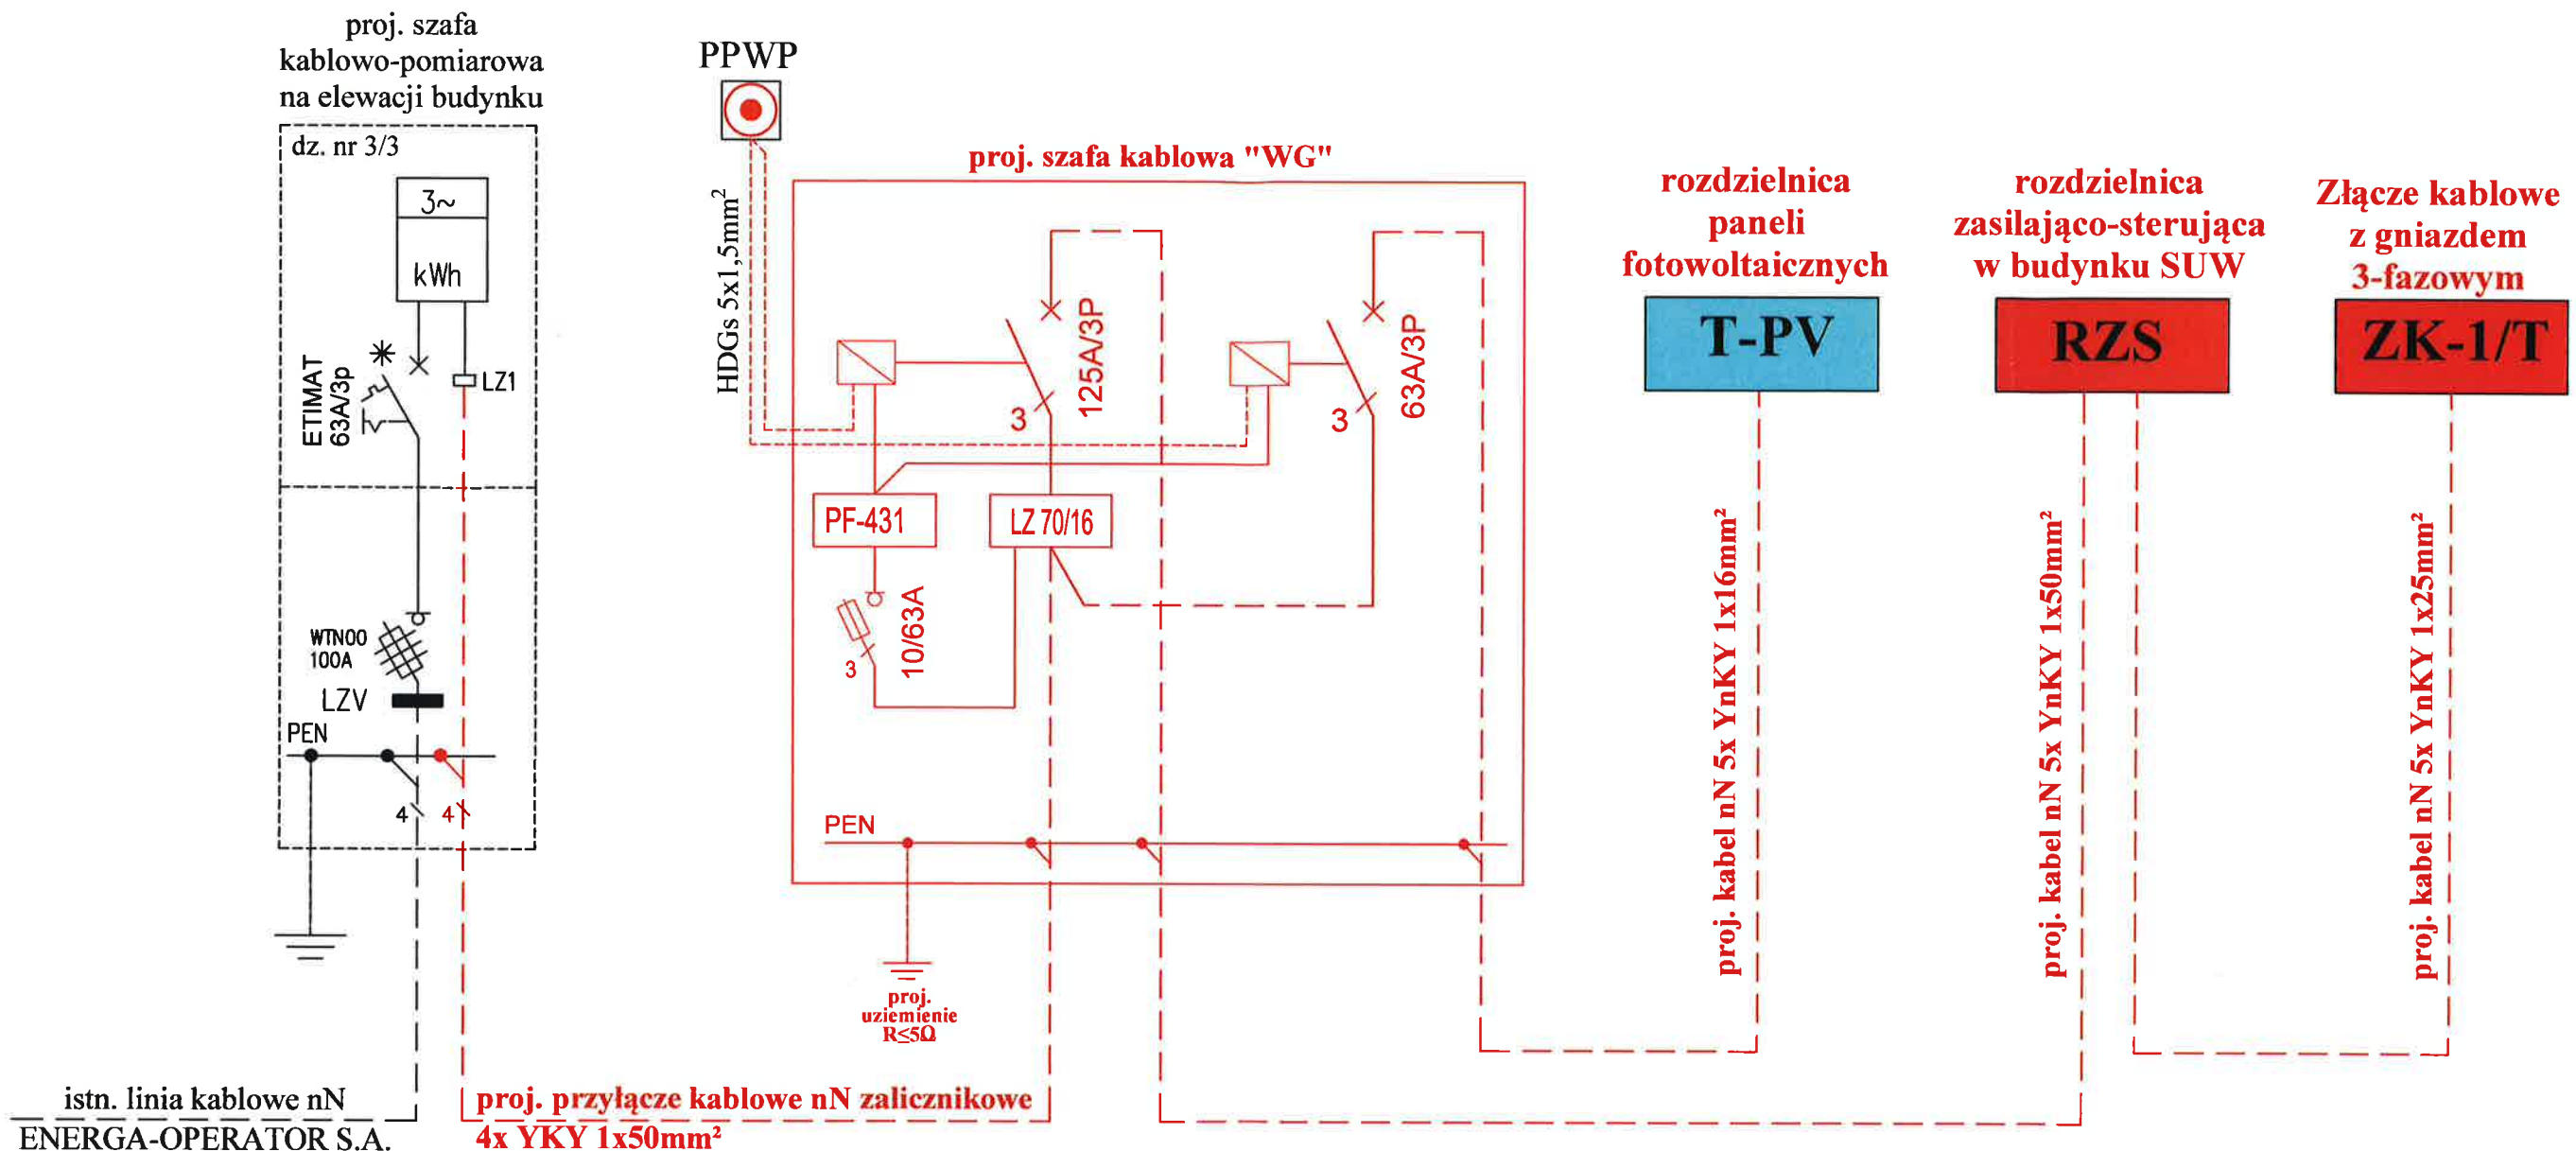 proj. szafa
kablowo-pomiarowa
na elewacji budynku
dz. nr 3/3
3~
kWh
ETIMAT
63A/3p
LZ1
WTN00
100A
LZV
PEN
4
4
istn. linia kablowe nN
ENERGA-OPERATOR S.A.
proj. przyłącze kablowe nN zalicznikowe
4x YKY 1x50mm²
PPWP
HDGs 5x1,5mm²
proj. szafa kablowa "WG"
125A/3P
3
63A/3P
3
PF-431
LZ 70/16
10/63A
3
PEN
proj.
uziemienie
R≤5Ω
rozdzielnica
paneli
fotowoltaicznych
T-PV
proj. kabel nN 5x YnKY 1x16mm²
rozdzielnica
zasilająco-sterująca
w budynku SUW
RZS
proj. kabel nN 5x YnKY 1x50mm²
Złącze kablowe
z gniazdem
3-fazowym
ZK-1/T
proj. kabel nN 5x YnKY 1x25mm²